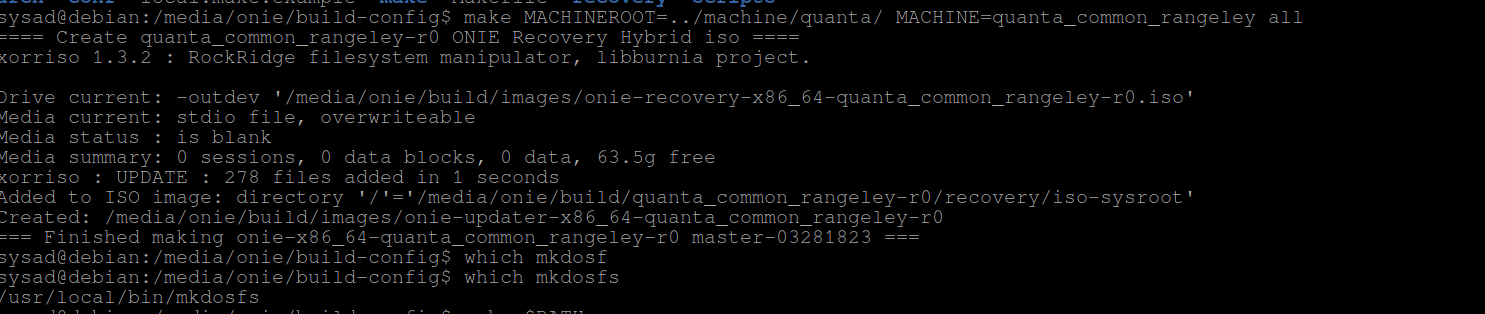 sysad@debian:/media/onie/build-config$ make MACHINEROOT=../machine/quanta/ MACHINE=quanta_common_rangeley all
==== Create quanta_common_rangeley-r0 ONIE Recovery Hybrid iso ====
xorriso 1.3.2 : RockRidge filesystem manipulator, libburnia project.
Drive current: -outdev '/media/onie/build/images/onie-recovery-x86_64-quanta_common_rangeley-r0.iso'
Media current: stdio file, overwriteable
Media status : is blank
Media summary: 0 sessions, 0 data blocks, 0 data, 63.5g free
xorriso : UPDATE : 278 files added in 1 seconds
Added to ISO image: directory '/'='/media/onie/build/quanta_common_rangeley-r0/recovery/iso-sysroot'
Created: /media/onie/build/images/onie-updater-x86_64-quanta_common_rangeley-r0
=== Finished making onie-x86_64-quanta_common_rangeley-r0 master-03281823 ===
sysad@debian:/media/onie/build-config$ which mkdosf
sysad@debian:/media/onie/build-config$ which mkdosfs
/usr/local/bin/mkdosfs